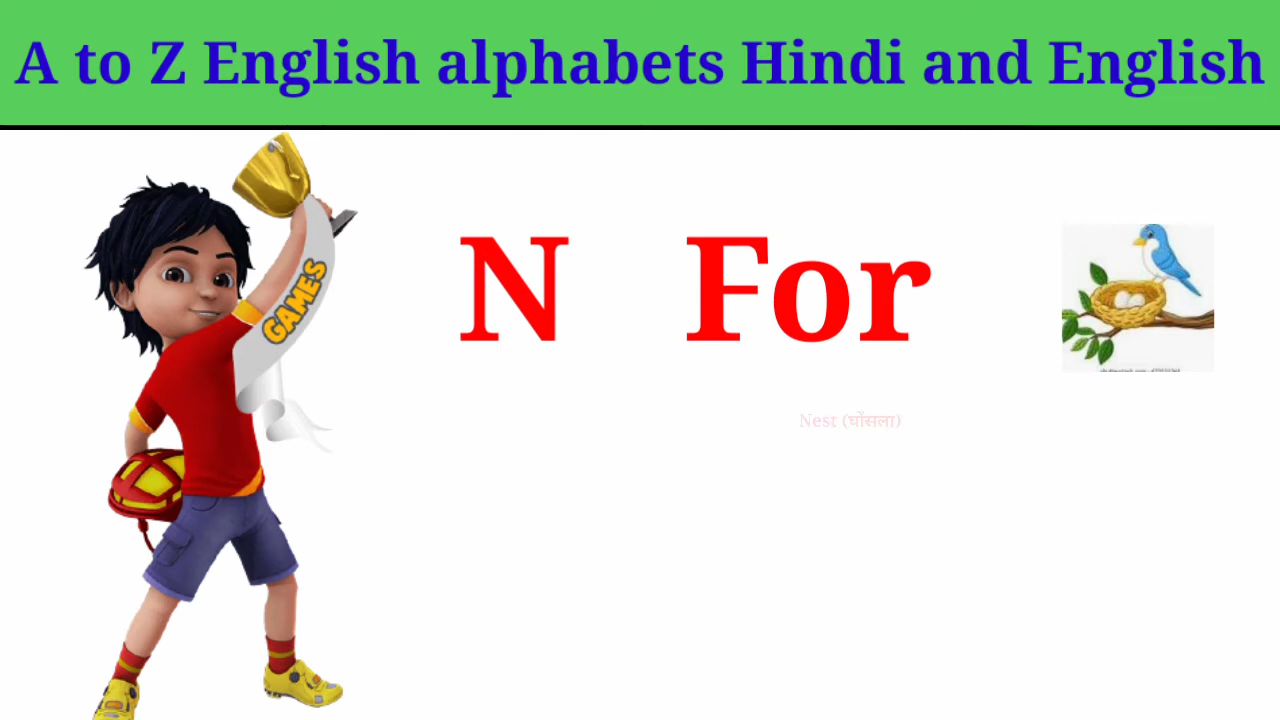 A to Z English alphabets Hindi and English
GAMES
N For
Nest (घोंसला)